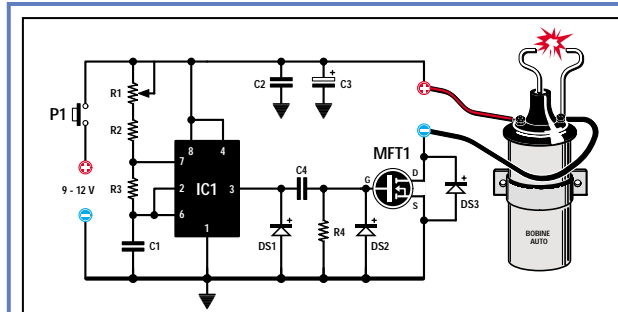 R1
C2
C3
+
P1
R2
8
4
+
MFT1
7
C4
–
9 - 12 V
R3
2
IC1
3
G
D
S
+
DS3
6
+
DS1
R4
+
DS2
–
C1
1
BOBINE
AUTO
+